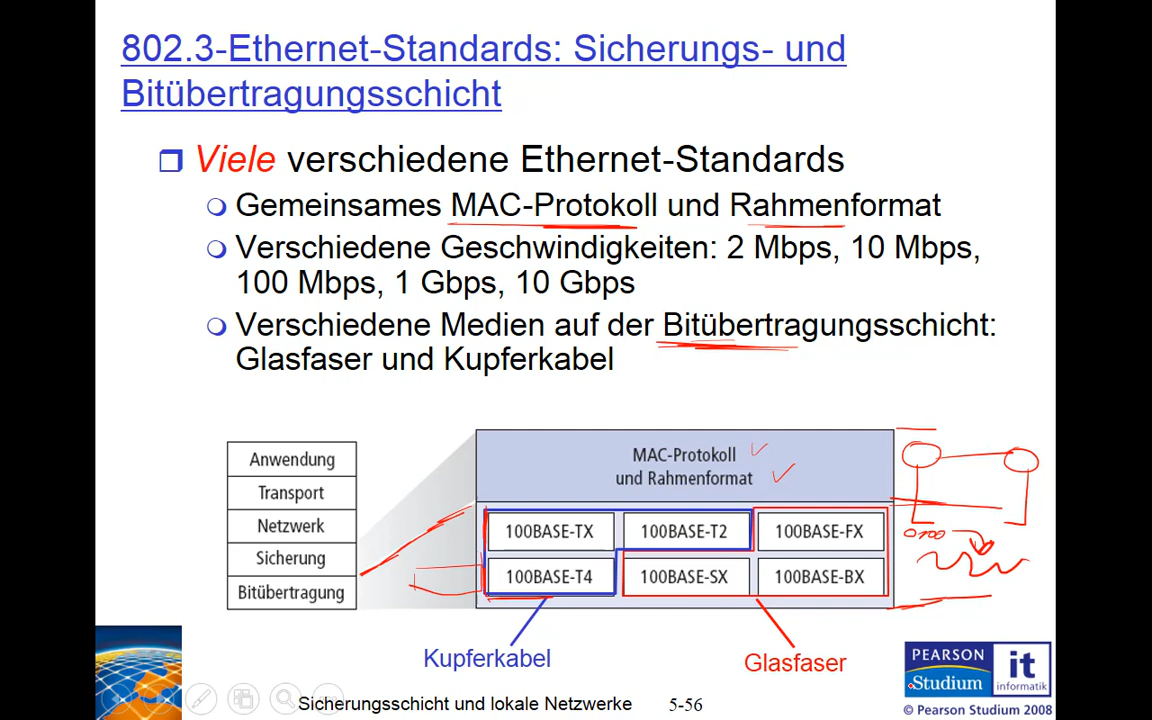 802.3-Ethernet-Standards: Sicherungs- und
Bitübertragungsschicht
Viele verschiedene Ethernet-Standards
Gemeinsames MAC-Protokoll und Rahmenformat
Verschiedene Geschwindigkeiten: 2 Mbps, 10 Mbps,
100 Mbps, 1 Gbps, 10 Gbps
Verschiedene Medien auf der Bitübertragungsschicht:
Glasfaser und Kupferkabel
Anwendung
Transport
Netzwerk
Sicherung
Bitübertragung
MAC-Protokoll
und Rahmenformat
100BASE-TX 100BASE-T2 100BASE-FX
100BASE-T4 100BASE-SX 100BASE-BX
0100
Kupferkabel
Glasfaser
PEARSON
Studium
it
informatik
Sicherungsschicht und lokale Netzwerke 5-56
© Pearson Studium 2008